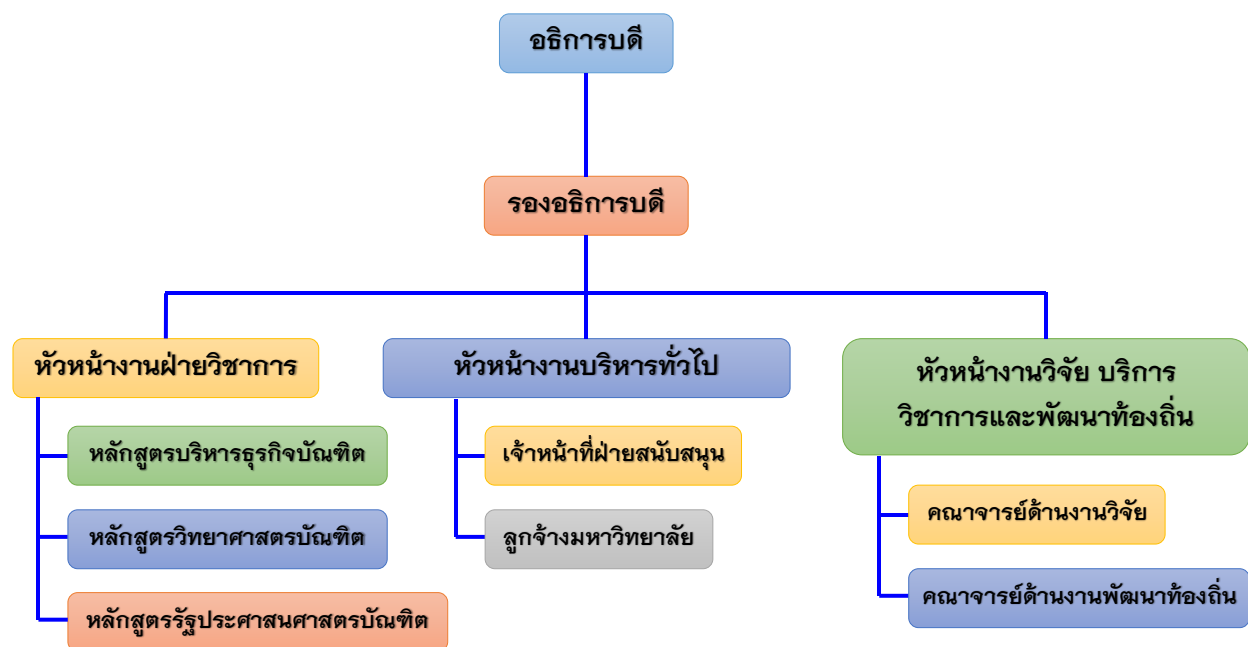 อธิการบดี
รองอธิการบดี
หัวหน้างานฝ่ายวิชาการ
หลักสูตรบริหารธุรกิจบัณฑิต
หลักสูตรวิทยาศาสตรบัณฑิต
หลักสูตรรัฐประศาสนศาสตรบัณฑิต
หัวหน้างานบริหารทั่วไป
เจ้าหน้าที่ฝ่ายสนับสนุน
ลูกจ้างมหาวิทยาลัย
หัวหน้างานวิจัย บริการ
วิชาการและพัฒนาท้องถิ่น
คณาจารย์ด้านงานวิจัย
คณาจารย์ด้านงานพัฒนาท้องถิ่น